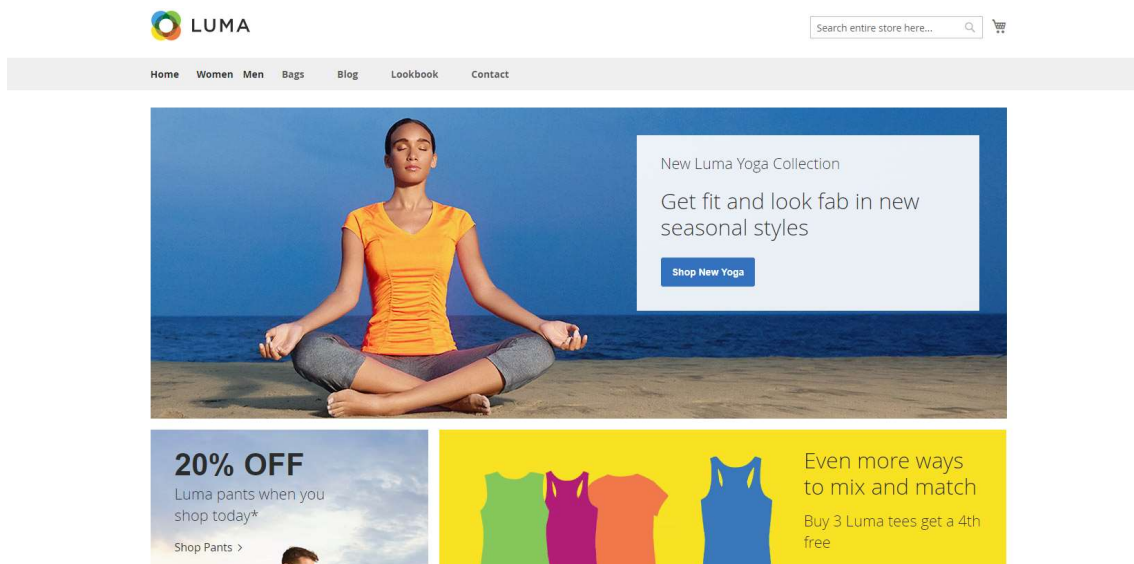 LUMA
Search entire store here...
Home Women Men Bags Blog Lookbook Contact
New Luma Yoga Collection
Get fit and look fab in new
seasonal styles
Shop New Yoga
20% OFF
Luma pants when you
shop today*
Shop Pants >
Even more ways
to mix and match
Buy 3 Luma tees get a 4th
free